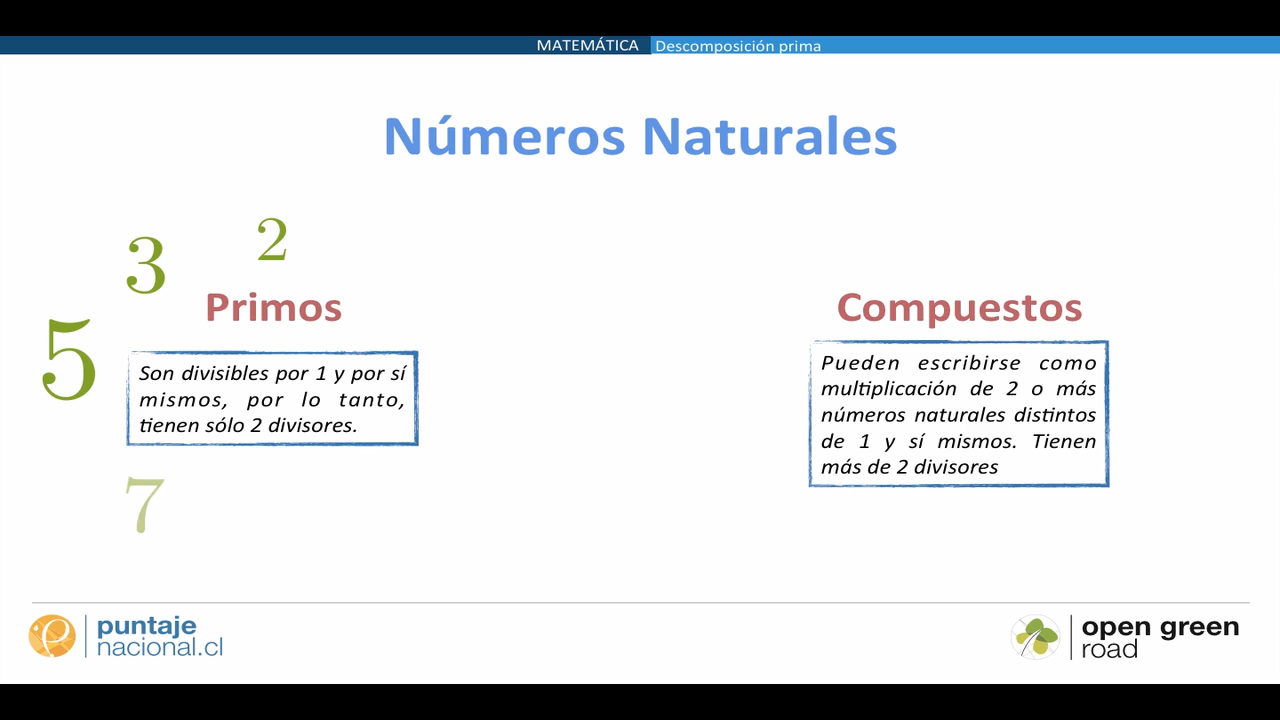 MATEMÁTICA Descomposición prima
Números Naturales
2
3
Primos
5
Son divisibles por 1 y por sí
mismos, por lo tanto,
tienen sólo 2 divisores.
7
Compuestos
Pueden escribirse como
multiplicación de 2 o más
números naturales distintos
de 1 y sí mismos. Tienen
más de 2 divisores
puntaje
nacional.cl
open green
road